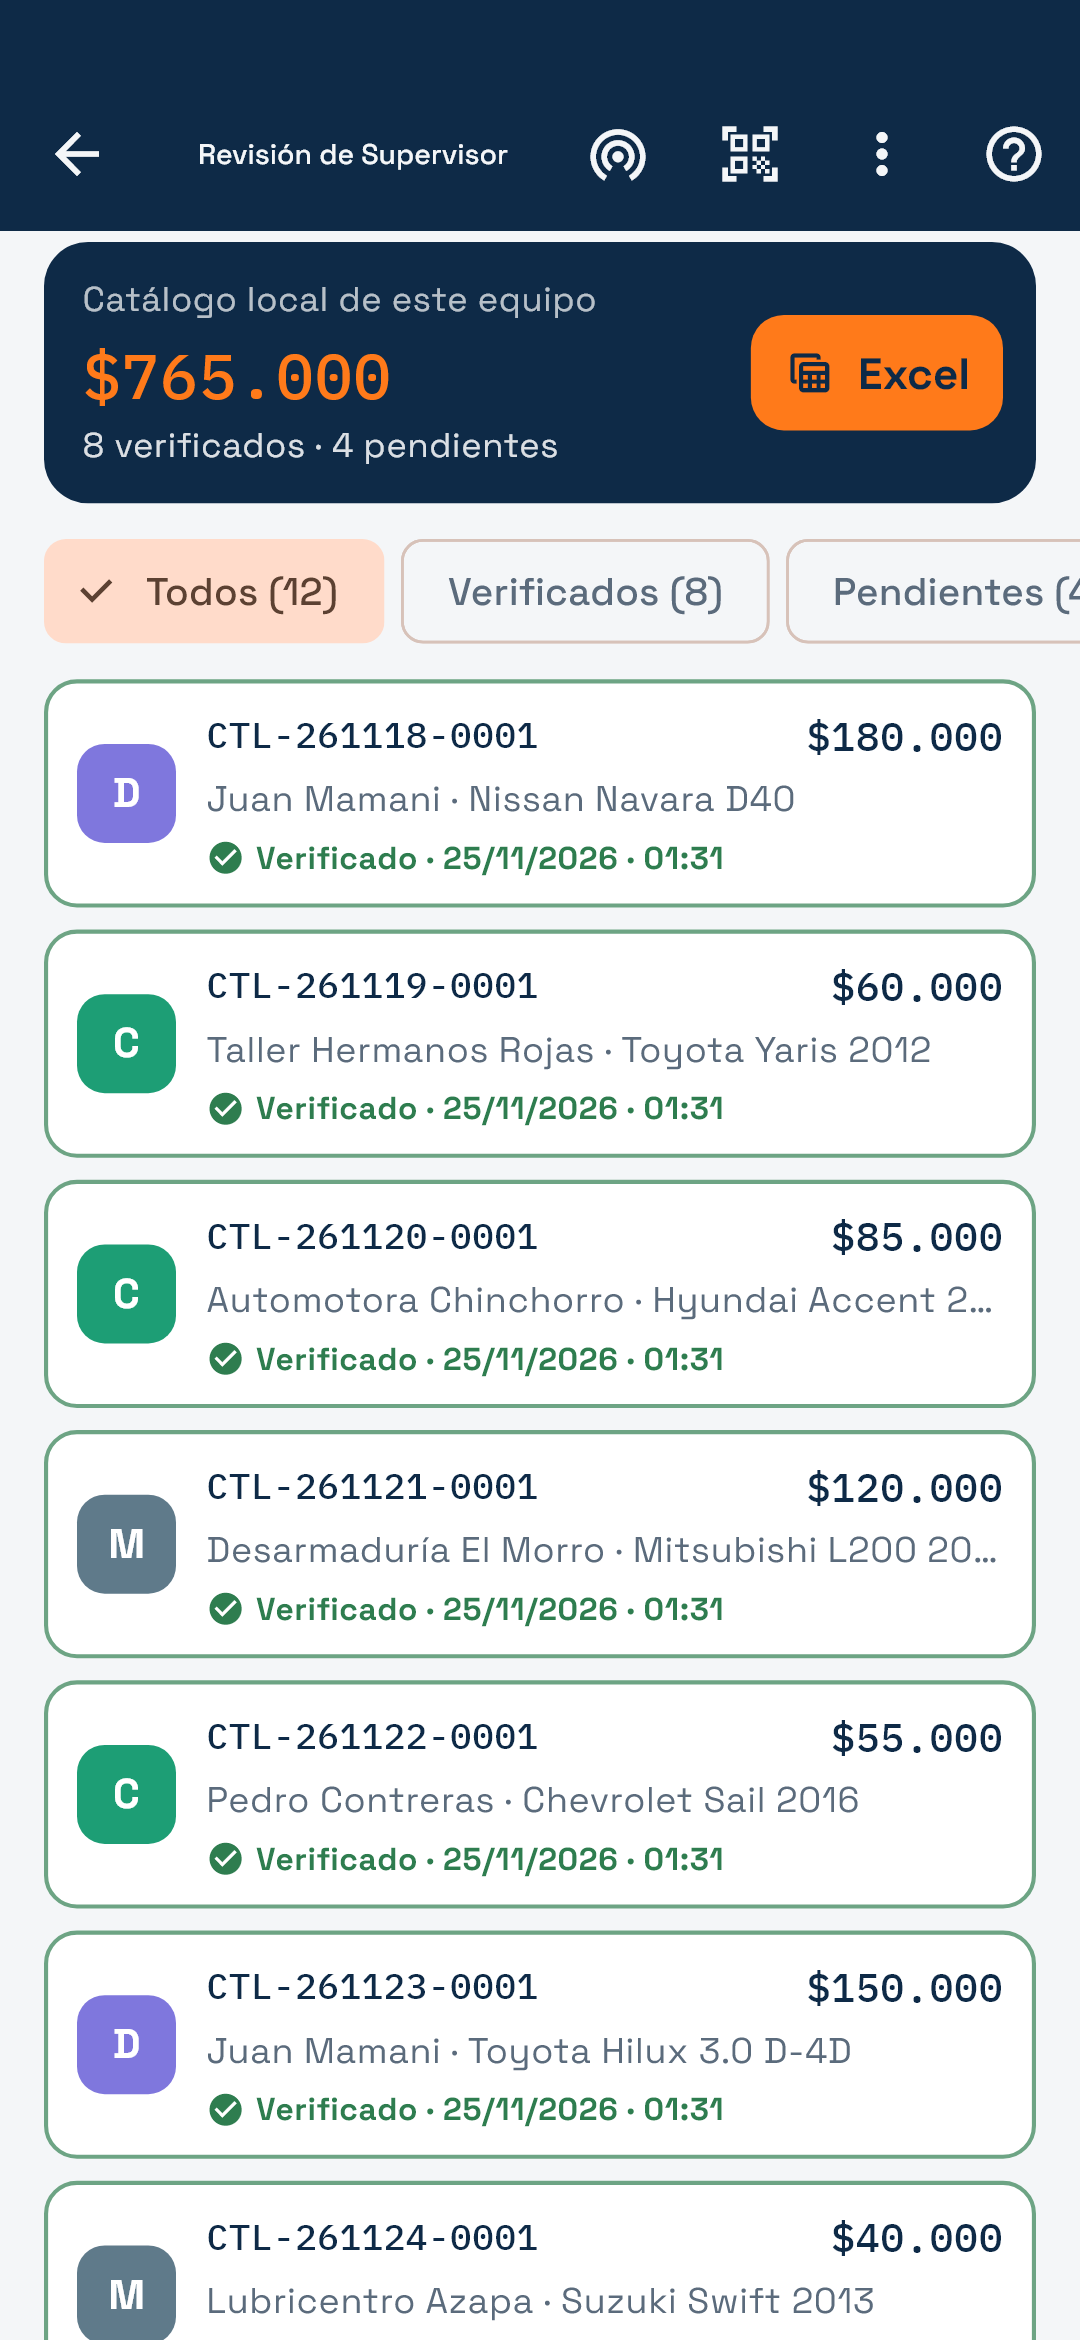 Revisión de Supervisor
Catálogo local de este equipo
$765.000
8 verificados · 4 pendientes
Excel
Todos (12)
Verificados (8)
Pendientes (4
D
CTL-261118-0001
$180.000
Juan Mamani · Nissan Navara D40
Verificado · 25/11/2026 · 01:31
C
CTL-261119-0001
$60.000
Taller Hermanos Rojas · Toyota Yaris 2012
Verificado · 25/11/2026 · 01:31
C
CTL-261120-0001
$85.000
Automotora Chinchorro · Hyundai Accent 2...
Verificado · 25/11/2026 · 01:31
M
CTL-261121-0001
$120.000
Desarmaduría El Morro · Mitsubishi L200 20...
Verificado · 25/11/2026 · 01:31
C
CTL-261122-0001
$55.000
Pedro Contreras · Chevrolet Sail 2016
Verificado · 25/11/2026 · 01:31
D
CTL-261123-0001
$150.000
Juan Mamani · Toyota Hilux 3.0 D-4D
Verificado · 25/11/2026 · 01:31
M
CTL-261124-0001
$40.000
Lubricentro Azapa · Suzuki Swift 2013